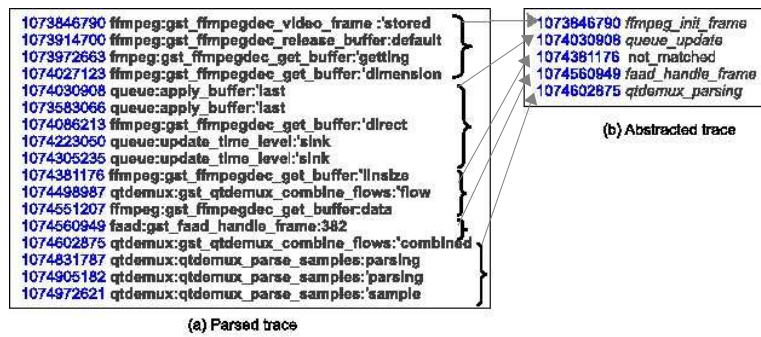 1073846790 ffmpeg:gst_ffmpegdec_video_frame:'stored
1073914700 ffmpeg:gst_ffmpegdec_release_buffer:default
1073972663 fmpeg:gst_ffmpegdec_get_buffer:'getting
1074027123 ffmpeg:gst_ffmpegdec_get_buffer:'dimension
1074030908 queue:apply_buffer:'last
1073583066 queue:apply_buffer:'last
1074086213 ffmpeg:gst_ffmpegdec_get_buffer:'direct
1074223050 queue:update_time_level:'sink
1074305235 queue:update_time_level:'sink
1074381176 ffmpeg:gst_ffmpegdec_get_buffer:'linsize
1074498987 qtdemux:gst_qtdemux_combine_flows:'flow
1074551207 ffmpeg:gst_ffmpegdec_get_buffer:data
1074560949 faad:gst_faad_handle_frame:382
1074602875 qtdemux:gst_qtdemux_combine_flows:'combined
1074831787 qtdemux:qtdemux_parse_samples:parsing
1074905182 qtdemux:qtdemux_parse_samples:'parsing
1074972621 qtdemux:qtdemux_parse_samples:'sample
(a) Parsed trace
1073846790 ffmpeg_init_frame
1074030908 queue_update
1074381176 not_matched
1074560949 faad_handle_frame
1074602875 qtdemux_parsing
(b) Abstracted trace